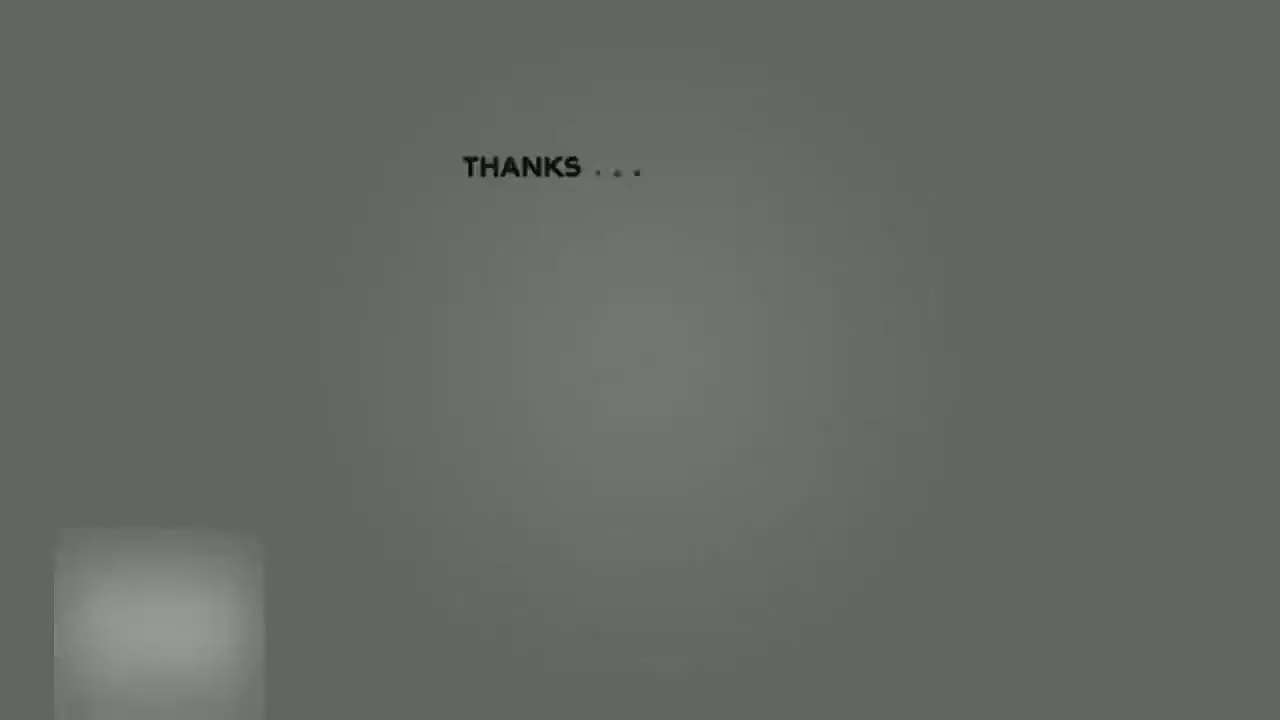 THANKS . . .